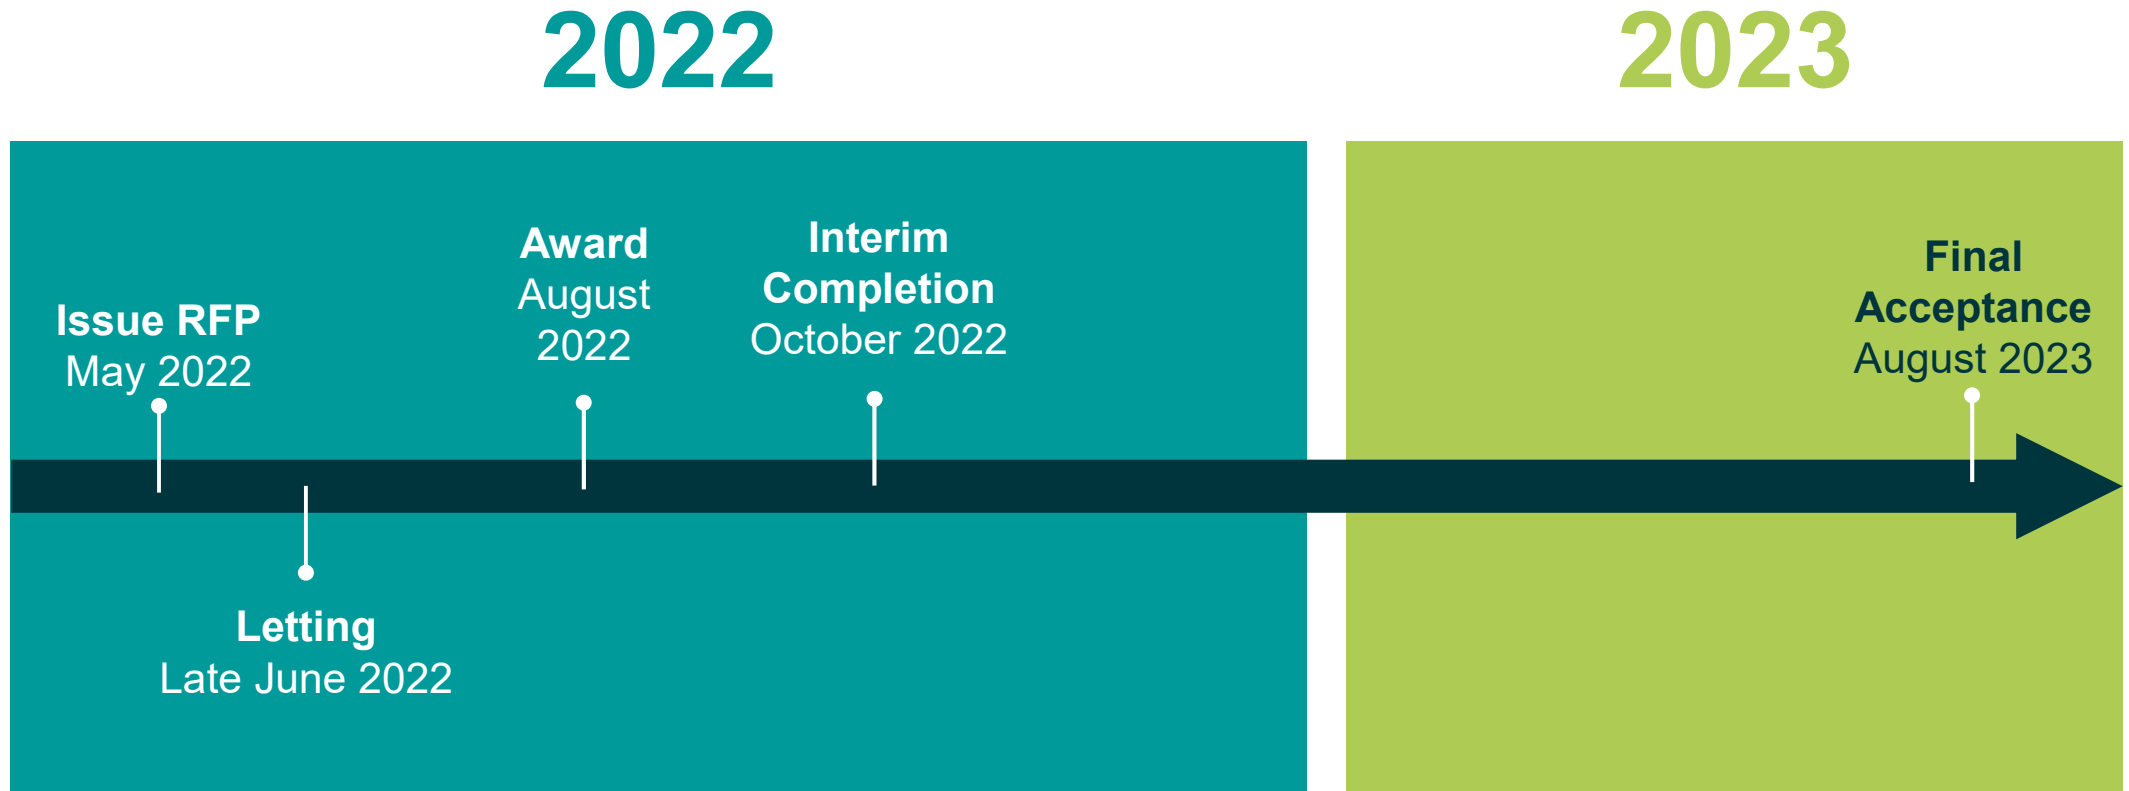 2022
2023
Issue RFP
May 2022
Letting
Late June 2022
Award
August
2022
Interim
Completion
October 2022
Final
Acceptance
August 2023